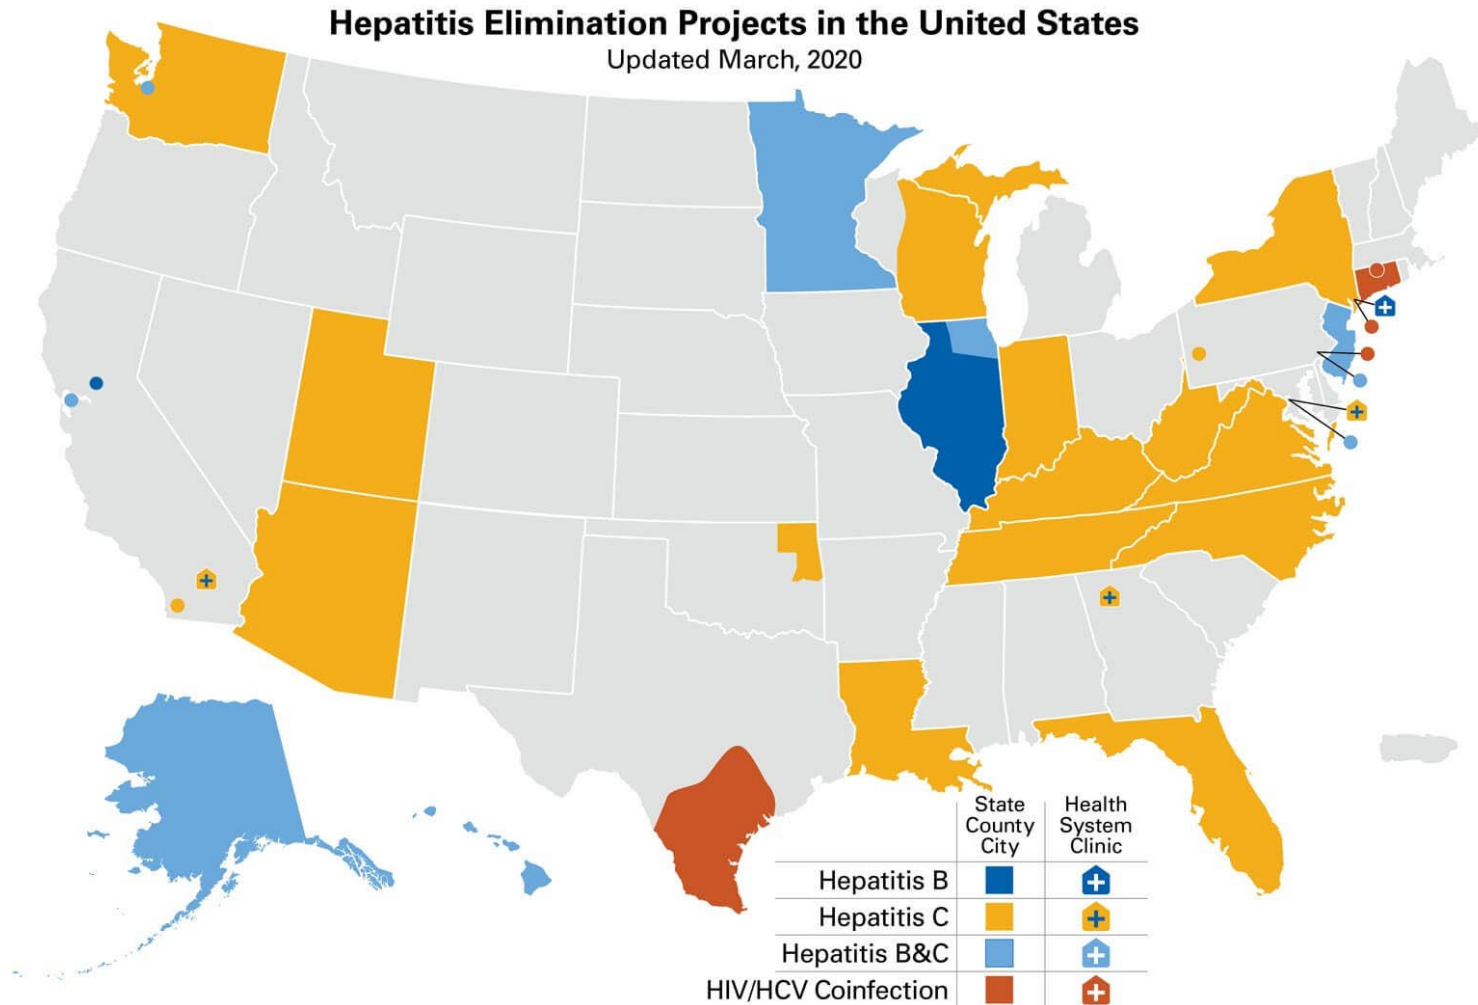 Hepatitis Elimination Projects in the United States
Updated March, 2020
State
County
City
Health
System
Clinic
Hepatitis B
Hepatitis C
Hepatitis B&C
HIV/HCV Coinfection